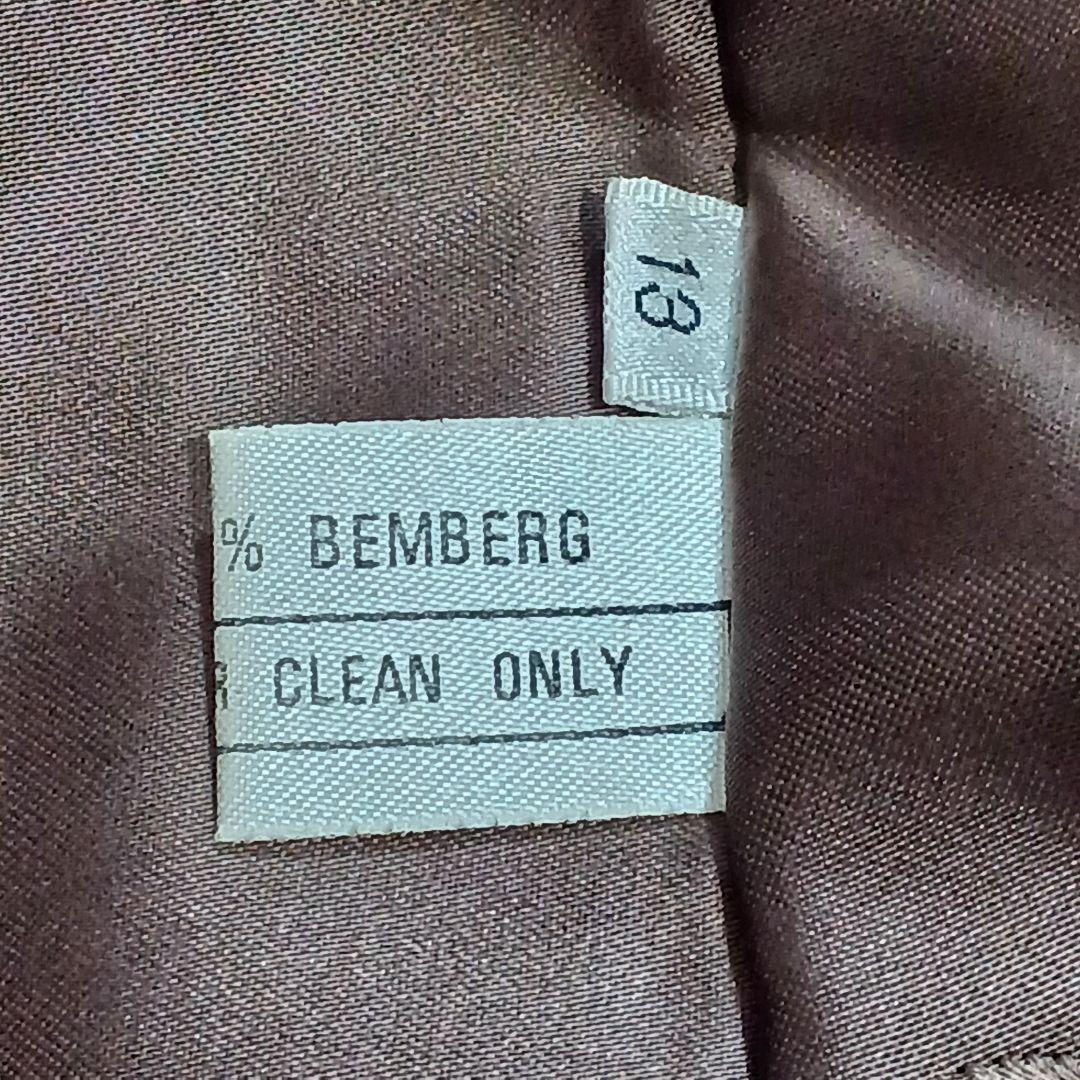 13
% BEMBERG
CLEAN ONLY